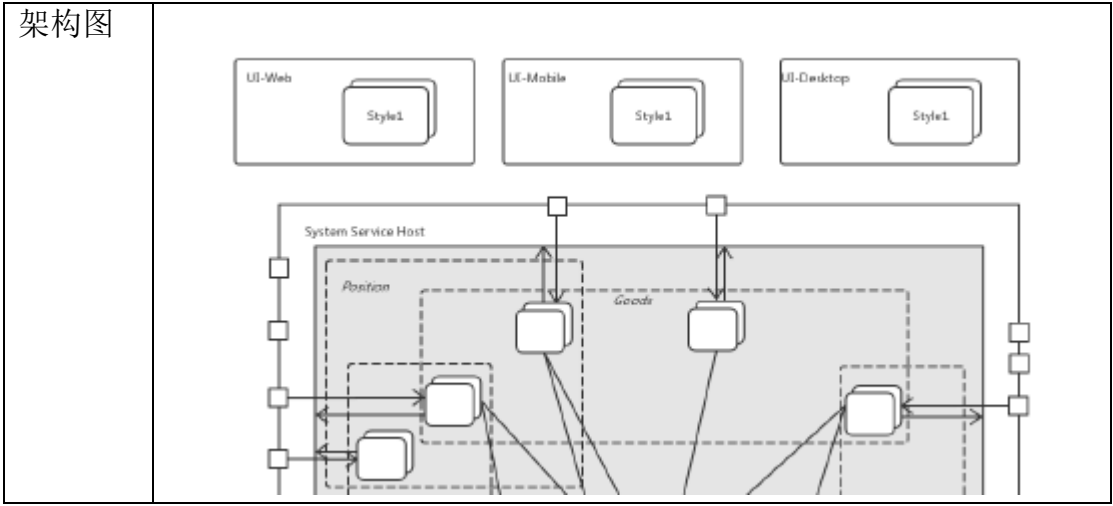 架构图
UI-Web
Style1
UI-Mobile
Style1
UI-Desktop
Style1
System Service Host
Position
Goods